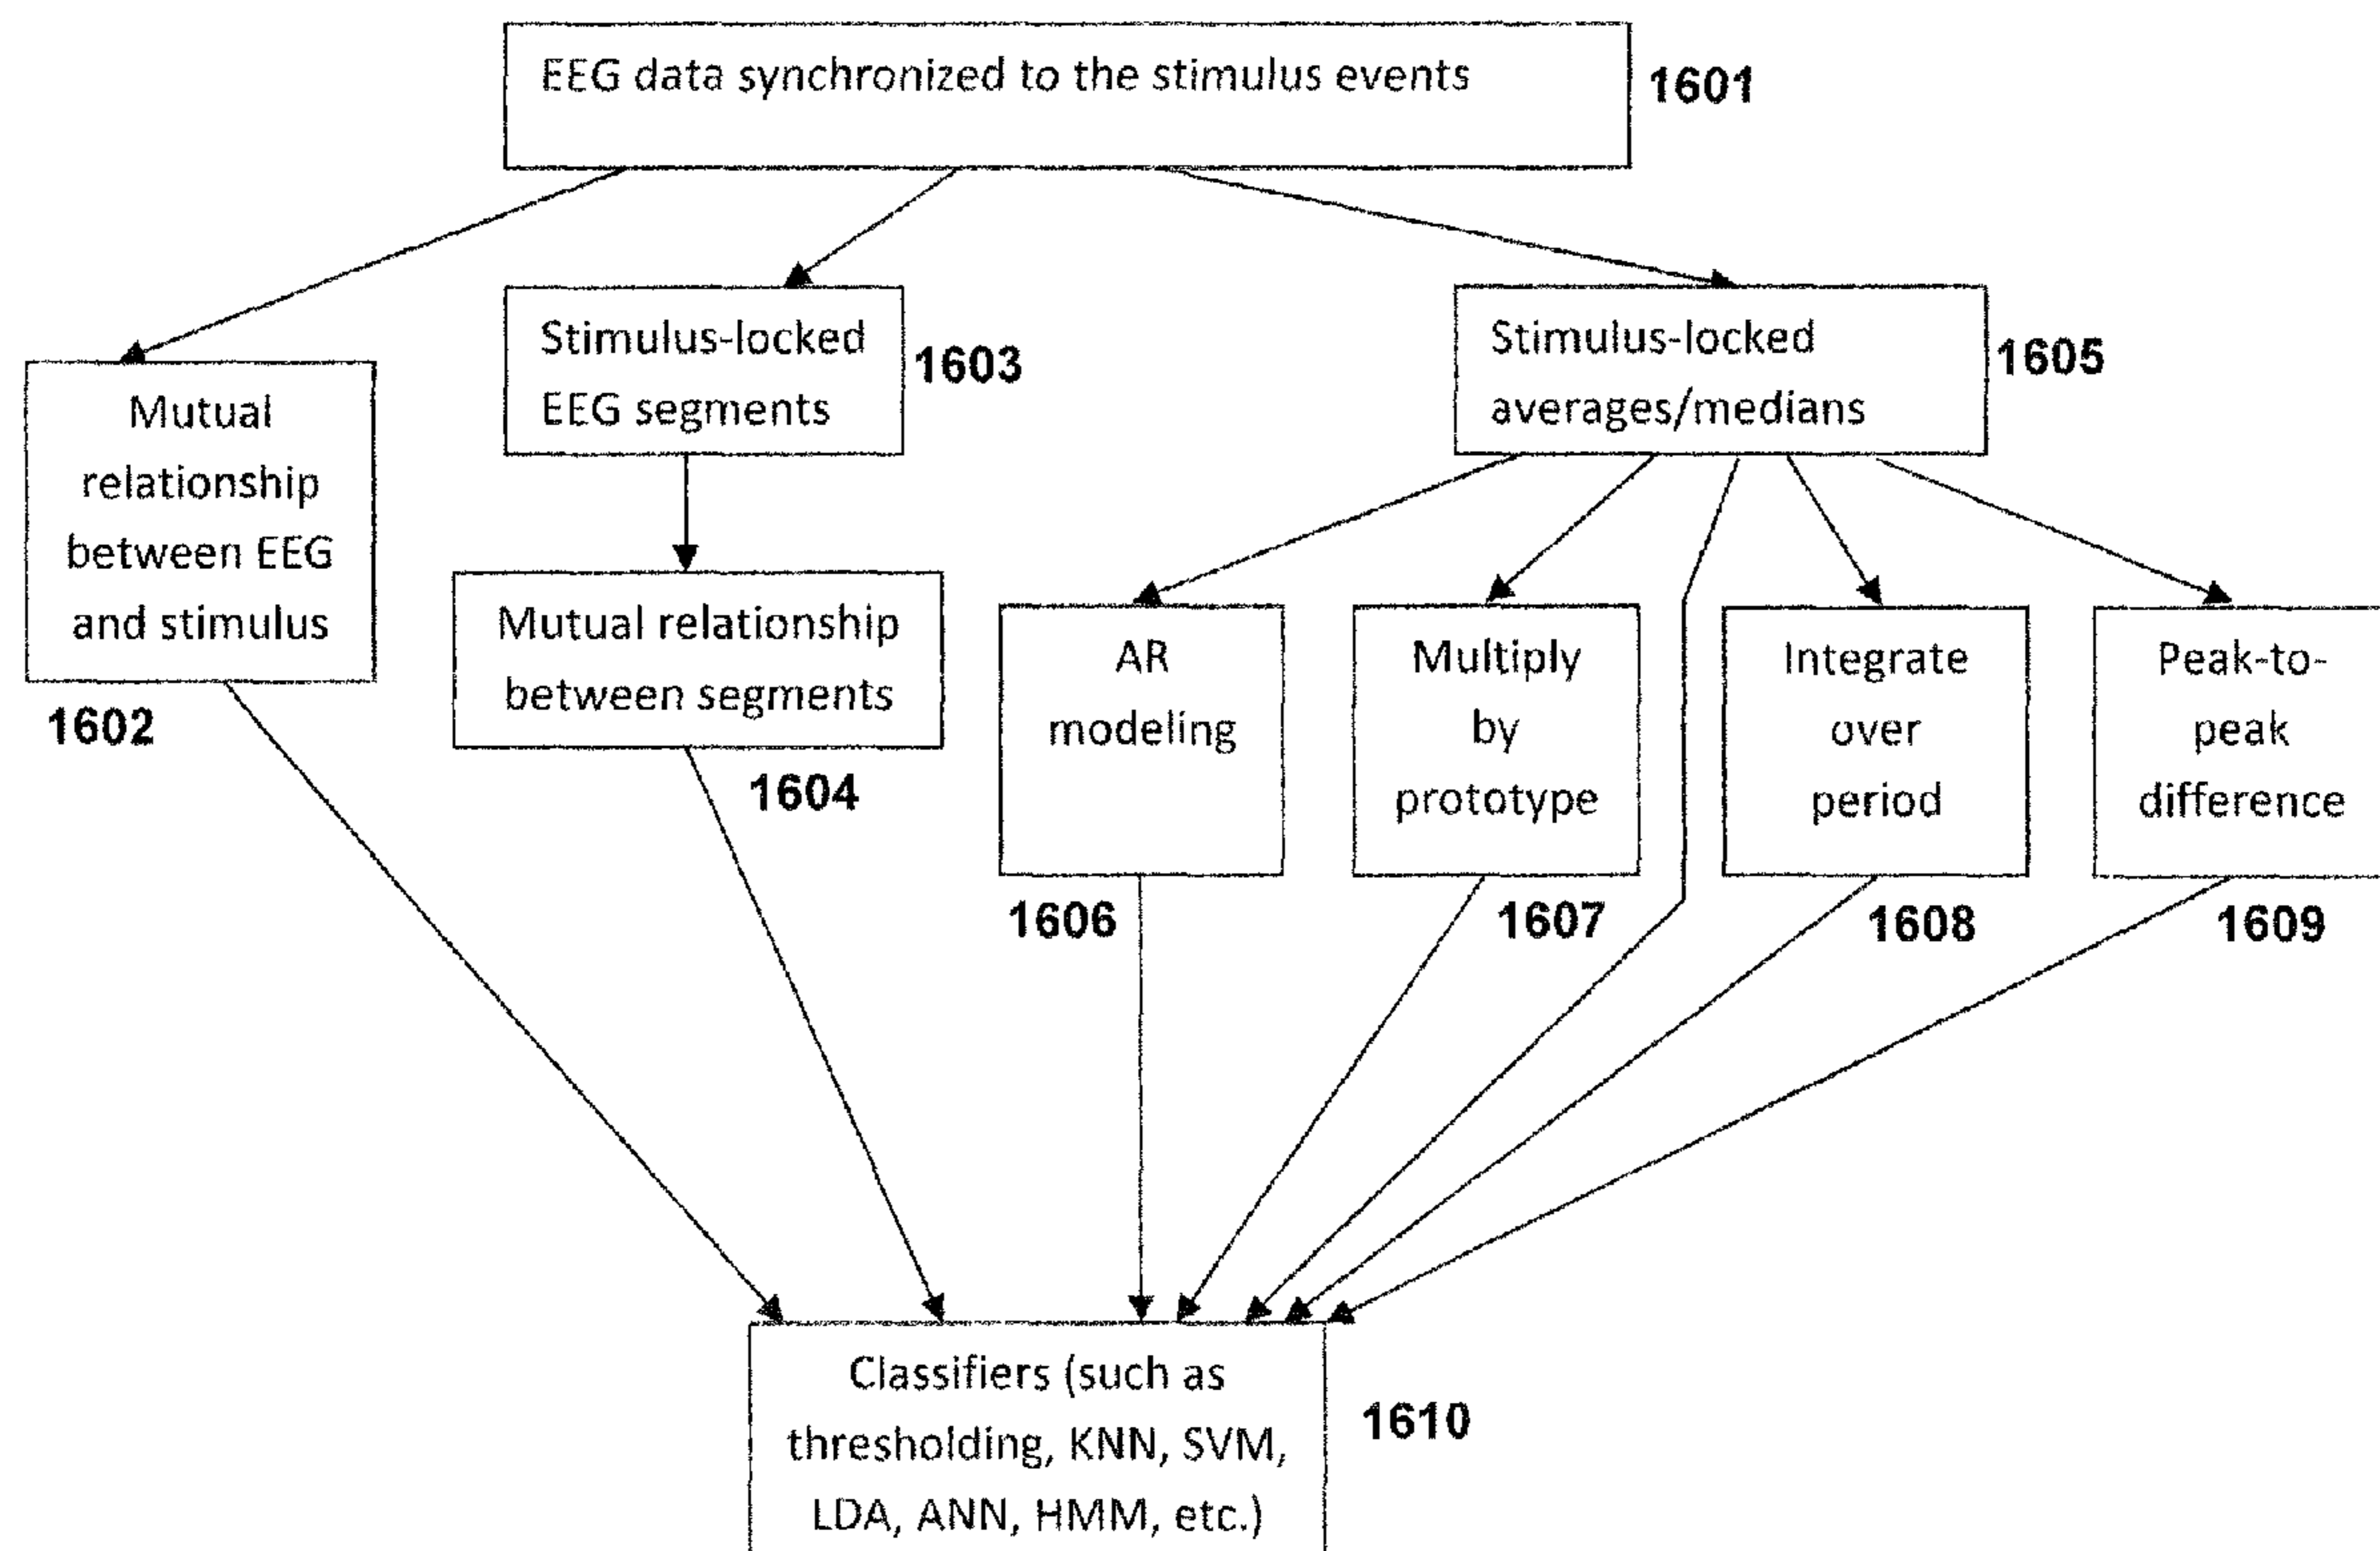 EEG data synchronized to the stimulus events
1601
Stimulus-locked
EEG segments
1603
Stimulus-locked
averages/medians
1605
Mutual
relationship
between EEG
and stimulus
1602
Mutual relationship
between segments
1604
AR
modeling
1606
Multiply
by
prototype
1607
Integrate
over
period
1608
Peak-to-
peak
difference
1609
Classifiers (such as
thresholding, KNN, SVM,
LDA, ANN, HMM, etc.)
1610